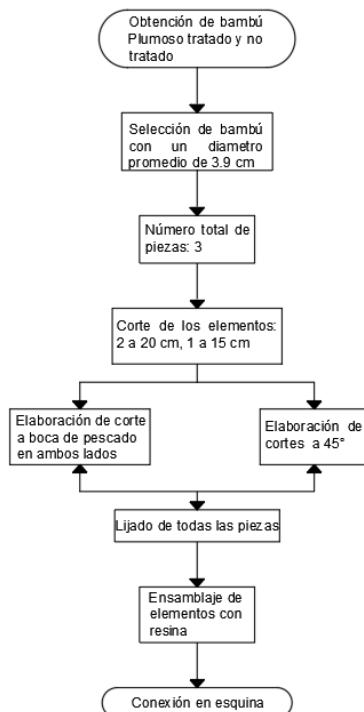 Obtención de bambú
Plumoso tratado y no
tratado
Selección de bambú
con un diametro
promedio de 3.9 cm
Número total de
piezas: 3
Corte de los elementos:
2 a 20 cm, 1 a 15 cm
Elaboración de corte
a boca de pescado
en ambos lados
Elaboración de
cortes a 45°
Lijado de todas las piezas
Ensamblaje de
elementos con
resina
Conexión en esquina